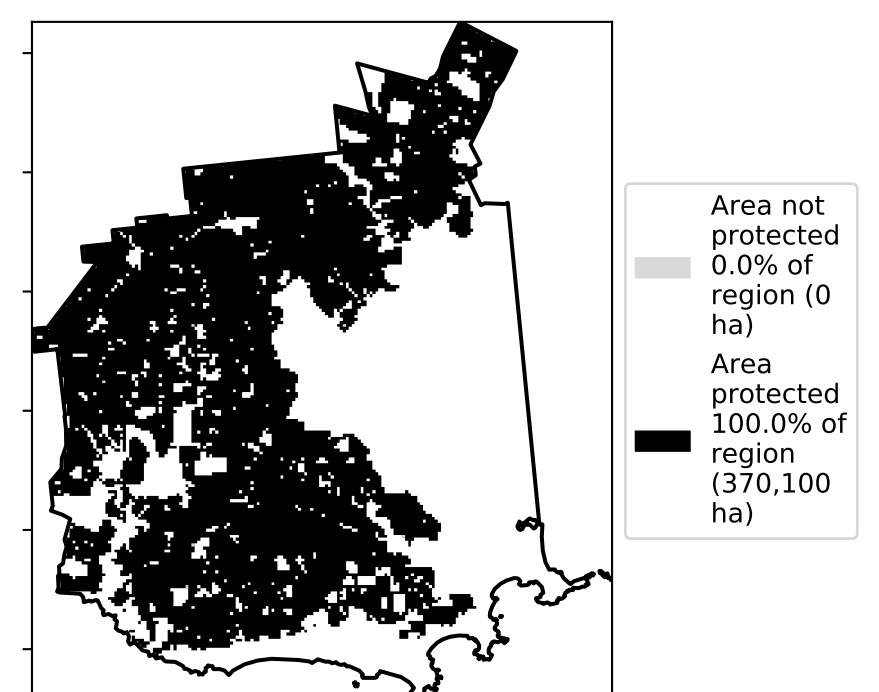 Area not
protected
0.0% of
region (0
ha)
Area
protected
100.0% of
region
(370,100
ha)